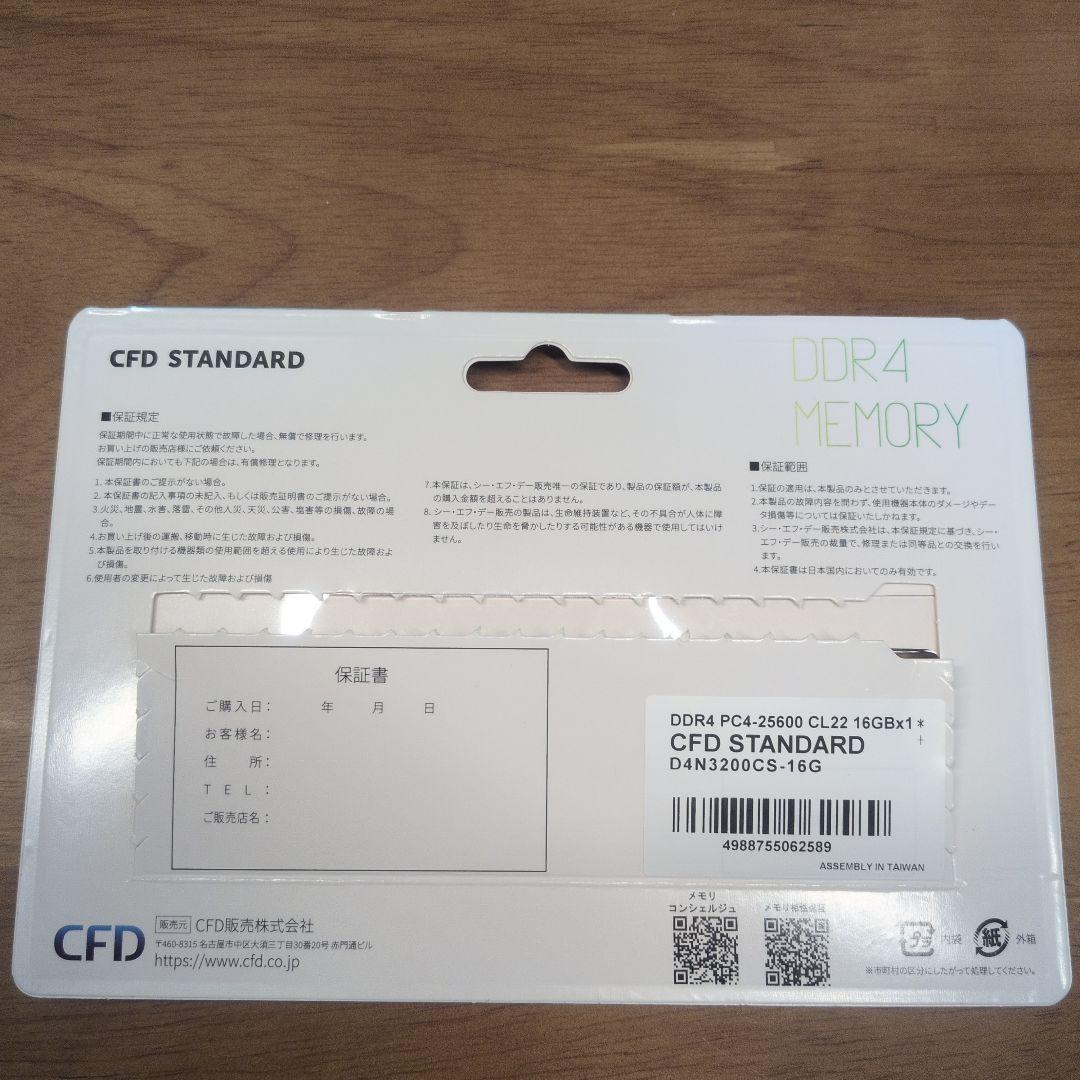 CFD STANDARD
DDR4
MEMORY
■保証規定
保証期間中に正常な使用状態で故障した場合、無償で修理を行います。
お買い上げの販売店様にご依頼ください。
保証期間内においても下記の場合は、有償修理となります。
1. 本保証書のご提示がない場合。
2. 本保証書の記入事項の未記入、もしくは販売証明書のご提示がない場合。
3.火災、地震、水害、落雷、その他人災、天災、公害、塩害等の損傷、故障の場
合。
4.お買い上げ後の運搬、移動時に生じた故障および損傷。
5.本製品を取り付ける機器類の使用範囲を超える使用により生じた故障およ
び損傷。
6.使用者の変更によって生じた故障および損傷
7.本保証は、シー・エフ・デー販売唯一の保証であり、製品の保証額が、本製品
の購入金額を超えることはありません。
8. シー・エフ・デー販売の製品は、生命維持装置など、その不具合が人体に障
害を及ぼしたり生命を脅かしたりする可能性がある機器で使用してはいけ
ません。
■保証範囲
1.保証の適用は、本製品のみとさせていただきます。
2.本製品の故障内容を問わず、使用機器本体のダメージやデー
タ損傷等については保証いたしかねます。
3.シー・エフ・デー販売株式会社は、本保証規定に基づき、シー・
エフ・デー販売の裁量で、修理または同等品との交換を行い
ます。
4.本保証書は日本国内においてのみ有効です。
保証書
ご購入日： 年 月 日
お客様名：
住 所：
T E L：
ご販売店名：
DDR4 PC4-25600 CL22 16GBx1 *
CFD STANDARD +
D4N3200CS-16G
4988755062589
ASSEMBLY IN TAIWAN
CFD
販売元 CFD販売株式会社
〒460-8315 名古屋市中区大須三丁目30番20号 赤門通ビル
https://www.cfd.co.jp
メモリ
コンシェルジュ
メモリ相性保証
プラ 内袋
紙 外箱
※市町村の区分にしたがって処理してください。